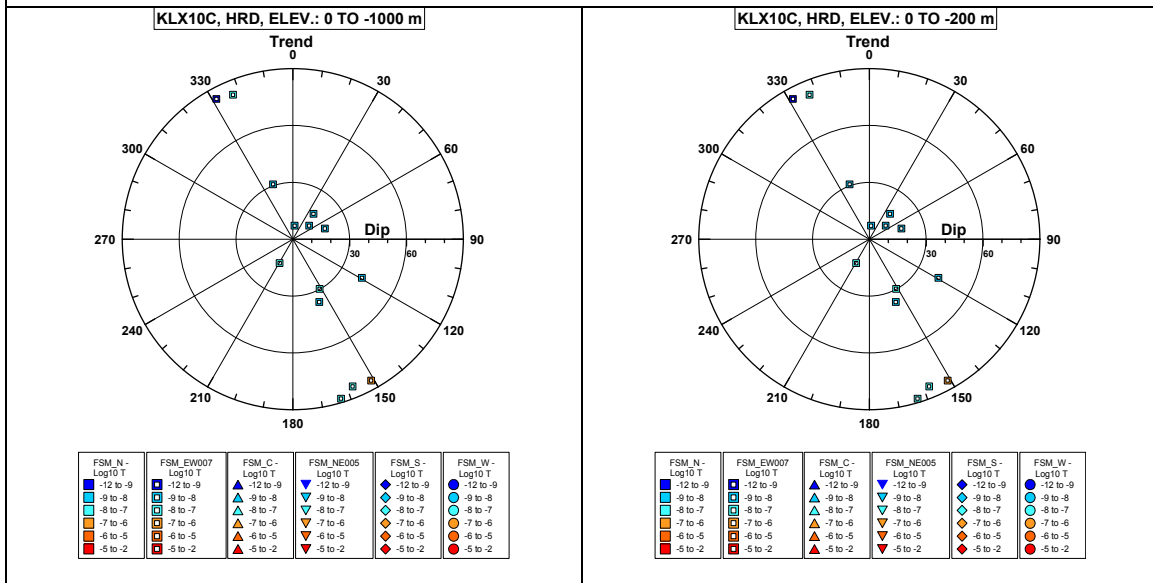 KLX10C, HRD, ELEV.: 0 TO -1000 m
Trend
0
330 30
300 60
Dip
270 90
30 60
240 120
210 150
180
FSM_N - FSM_EW007 FSM_C - FSM_NE005 FSM_S - FSM_W -
Log10 T Log10 T Log10 T Log10 T Log10 T Log10 T
-12 to -9 -12 to -9 -12 to -9 -12 to -9 -12 to -9 -12 to -9
-9 to -8 -9 to -8 -9 to -8 -9 to -8 -9 to -8 -9 to -8
-8 to -7 -8 to -7 -8 to -7 -8 to -7 -8 to -7 -8 to -7
-7 to -6 -7 to -6 -7 to -6 -7 to -6 -7 to -6 -7 to -6
-6 to -5 -6 to -5 -6 to -5 -6 to -5 -6 to -5 -6 to -5
-5 to -2 -5 to -2 -5 to -2 -5 to -2 -5 to -2 -5 to -2
KLX10C, HRD, ELEV.: 0 TO -200 m
Trend
0
330 30
300 60
Dip
270 90
30 60
240 120
210 150
180
FSM_N - FSM_EW007 FSM_C - FSM_NE005 FSM_S - FSM_W -
Log10 T Log10 T Log10 T Log10 T Log10 T Log10 T
-12 to -9 -12 to -9 -12 to -9 -12 to -9 -12 to -9 -12 to -9
-9 to -8 -9 to -8 -9 to -8 -9 to -8 -9 to -8 -9 to -8
-8 to -7 -8 to -7 -8 to -7 -8 to -7 -8 to -7 -8 to -7
-7 to -6 -7 to -6 -7 to -6 -7 to -6 -7 to -6 -7 to -6
-6 to -5 -6 to -5 -6 to -5 -6 to -5 -6 to -5 -6 to -5
-5 to -2 -5 to -2 -5 to -2 -5 to -2 -5 to -2 -5 to -2